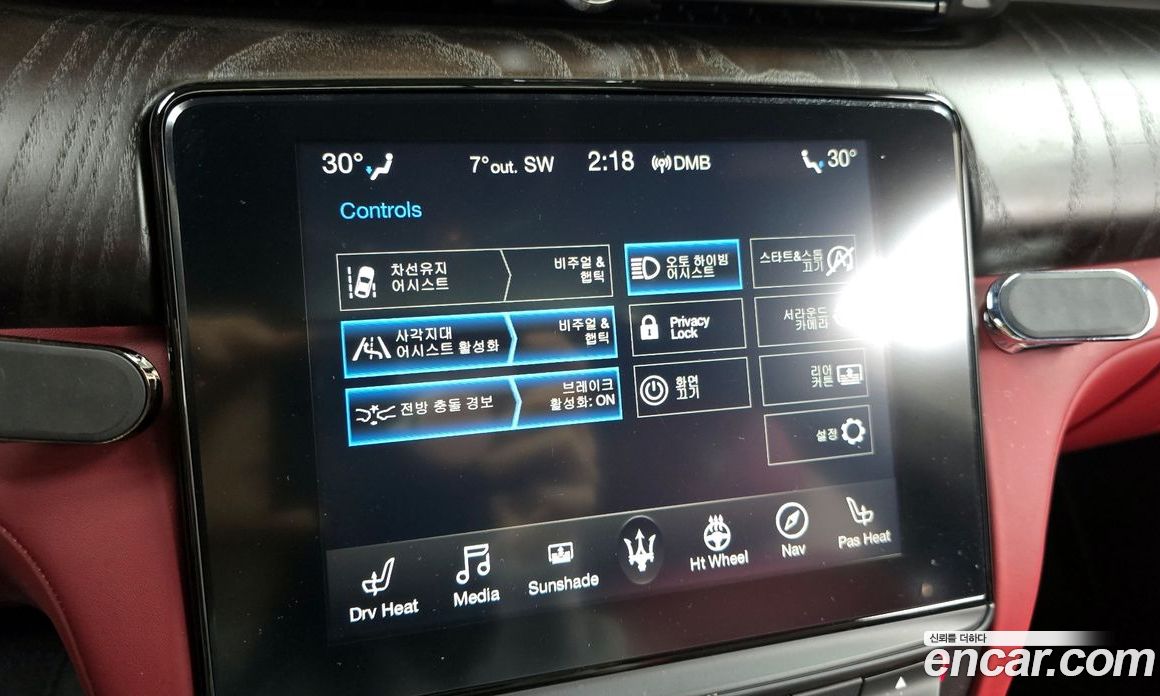 30°
7°out. SW
2:18
DMB
30°
Controls
차선유지
어시스트
비주얼 &
햅틱
오토 하이빔
어시스트
스타트&스톱
끄기
사각지대
어시스트 활성화
비주얼 &
햅틱
Privacy
Lock
서라운드
카메라
전방 충돌 경보
브레이크
활성화: ON
화면
끄기
리어
커튼
설정
Drv Heat
Media
Sunshade
Ht Wheel
Nav
Pas Heat
신뢰를 더하다
encar.com